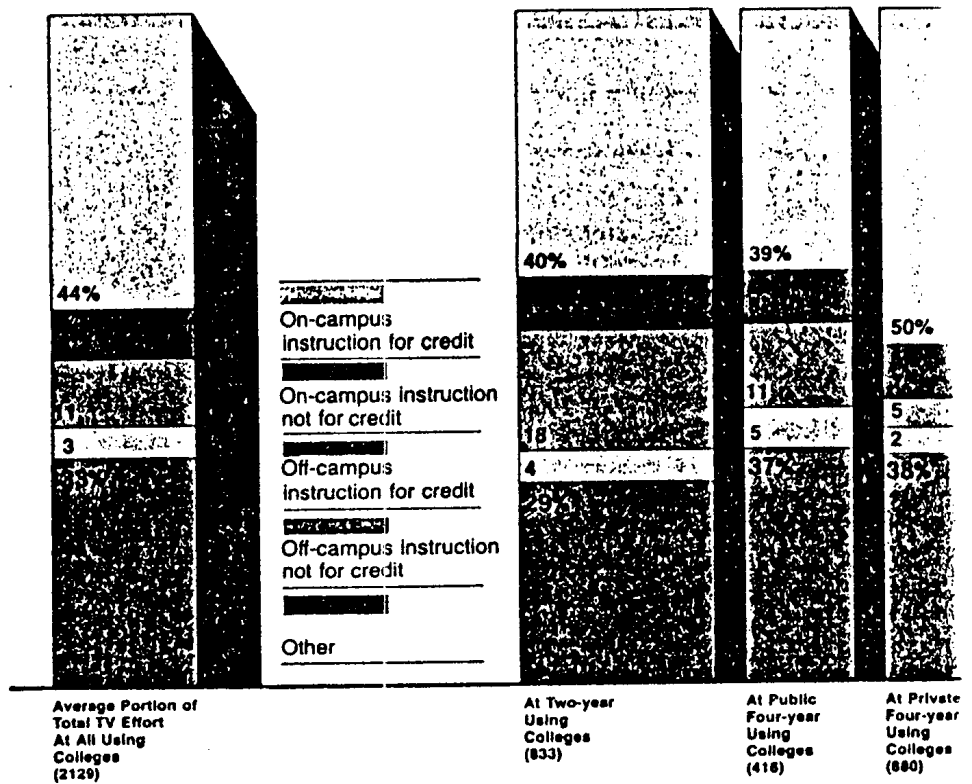 44%
3
35%
On-campus
instruction for credit
On-campus instruction
not for credit
Off-campus
instruction for credit
Off-campus instruction
not for credit
Other
40%
18
4
29%
39%
11
5
37%
50%
5
2
38%
Average Portion of
Total TV Effort
At All Using
Colleges
(2129)
At Two-year
Using
Colleges
(833)
At Public
Four-year
Using
Colleges
(416)
At Private
Four-year
Using
Colleges
(680)